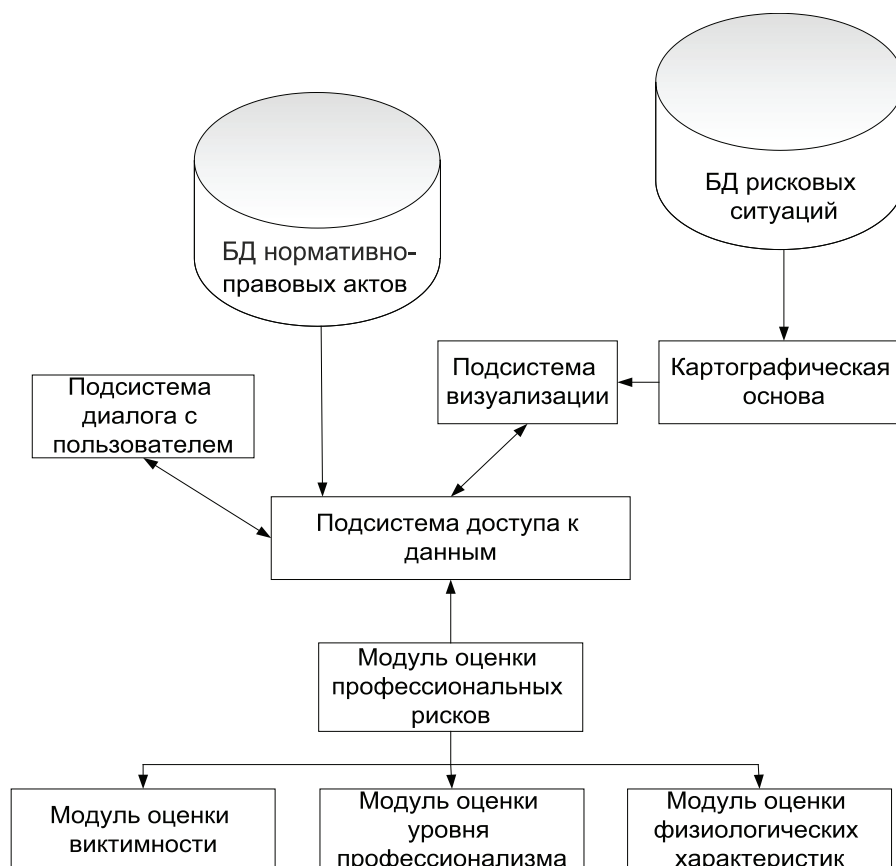 БД рисковых
ситуаций
БД нормативно-
правовых актов
Подсистема
визуализации
Картографическая
основа
Подсистема
диалога с
пользователем
Подсистема доступа к
данным
Модуль оценки
профессиональных
рисков
Модуль оценки
виктимности
Модуль оценки
уровня
профессионализма
Модуль оценки
физиологических
характеристик